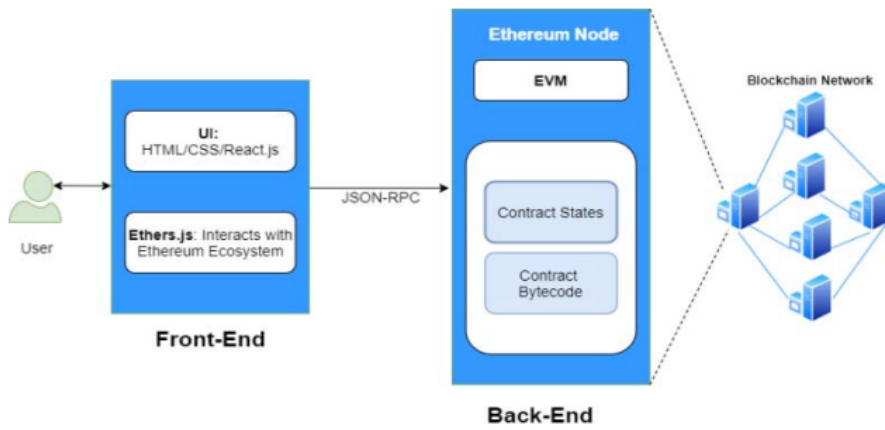 User
UI:
HTML/CSS/React.js
Ethers.js: Interacts with
Ethereum Ecosystem
Front-End
JSON-RPC
Ethereum Node
EVM
Contract States
Contract
Bytecode
Back-End
Blockchain Network